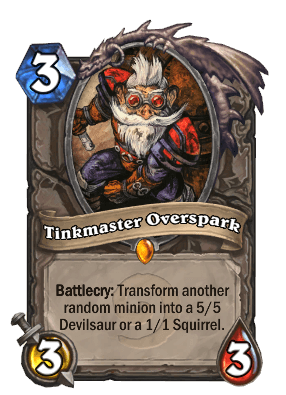 3
Tinkmaster Overspark
Battlecry: Transform another
random minion into a 5/5
Devilsaur or a 1/1 Squirrel.
3
3